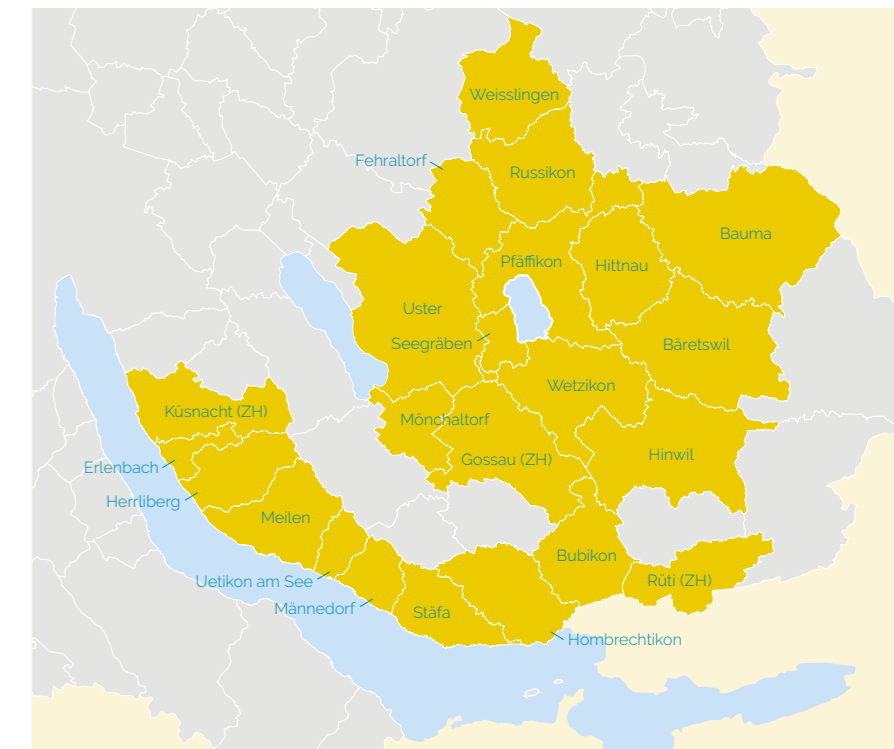 Weisslingen
Fehraltorf
Russikon
Bauma
Pfäffikon
Hittnau
Uster
Seegräben
Bäretswil
Wetzikon
Küsnacht (ZH)
Mönchaltorf
Gossau (ZH)
Hinwil
Erlenbach
Herrliberg
Meilen
Bubikon
Uetikon am See
Rüti (ZH)
Männedorf
Stäfa
Hombrechtikon